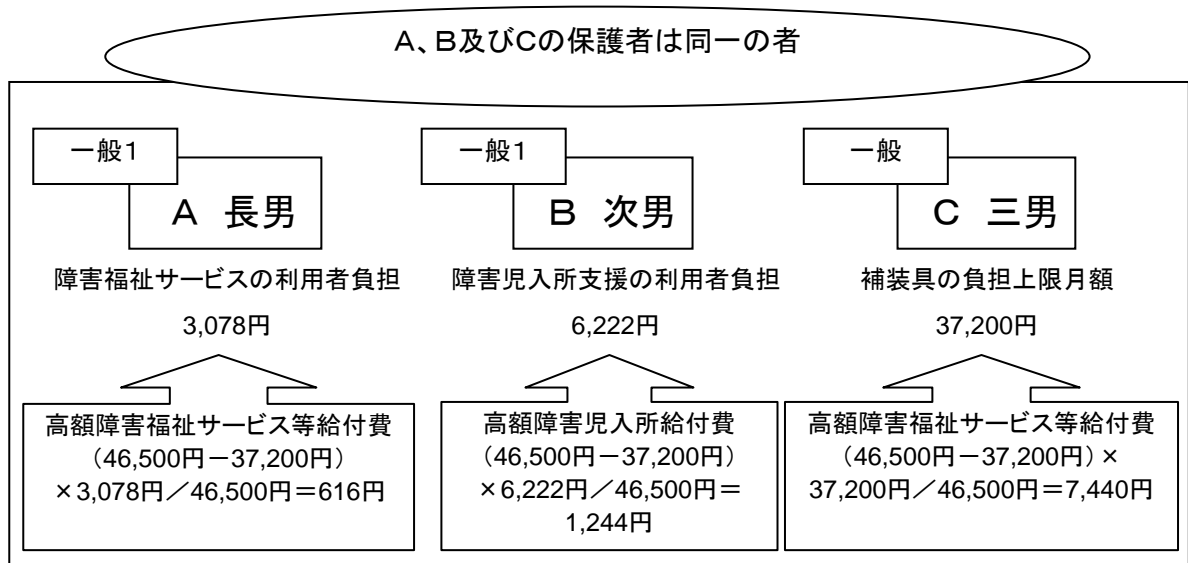 A、B及びCの保護者は同一の者
一般1
A 長男
障害福祉サービスの利用者負担
3,078円
高額障害福祉サービス等給付費
(46,500円－37,200円)
×3,078円／46,500円＝616円
一般1
B 次男
障害児入所支援の利用者負担
6,222円
高額障害児入所給付費
(46,500円－37,200円)
×6,222円／46,500円＝
1,244円
一般
C 三男
補装具の負担上限月額
37,200円
高額障害福祉サービス等給付費
(46,500円－37,200円)×
37,200円／46,500円＝7,440円